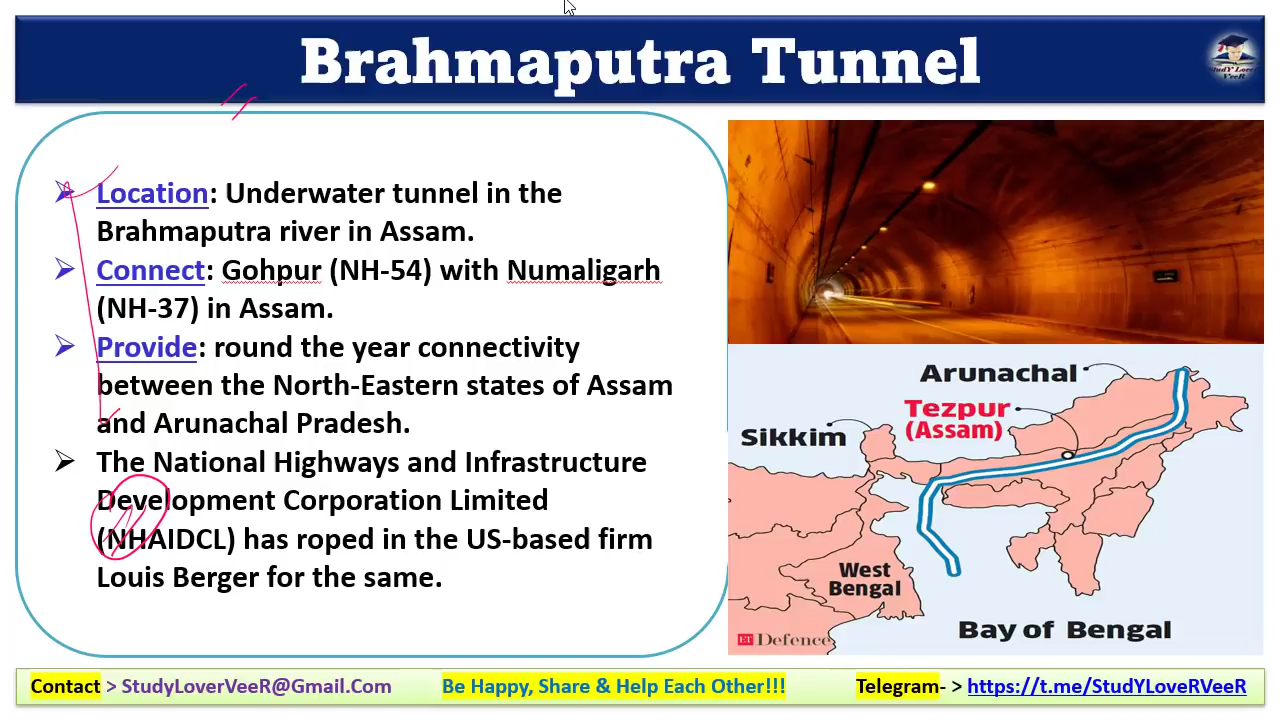 Brahmaputra Tunnel
StudY Lover
VeeR
Location: Underwater tunnel in the
Brahmaputra river in Assam.
Connect: Gohpur (NH-54) with Numaligarh
(NH-37) in Assam.
Provide: round the year connectivity
between the North-Eastern states of Assam
and Arunachal Pradesh.
The National Highways and Infrastructure
Development Corporation Limited
(NHAIDCL) has roped in the US-based firm
Louis Berger for the same.
Arunachal
Tezpur
(Assam)
Sikkim
West
Bengal
Bay of Bengal
ET Defence
Contact > StudyLoverVeeR@Gmail.Com
Be Happy, Share & Help Each Other!!!
Telegram- > https://t.me/StudYLoveRVeeR